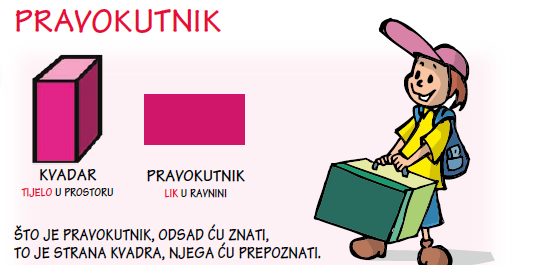 PRAVOKUTNIK
KVADAR
TIJELO U PROSTORU
PRAVOKUTNIK
LIK U RAVNINI
ŠTO JE PRAVOKUTNIK, ODSAD ĆU ZNATI,
TO JE STRANA KVADRA, NJEGA ĆU PREPOZNATI.